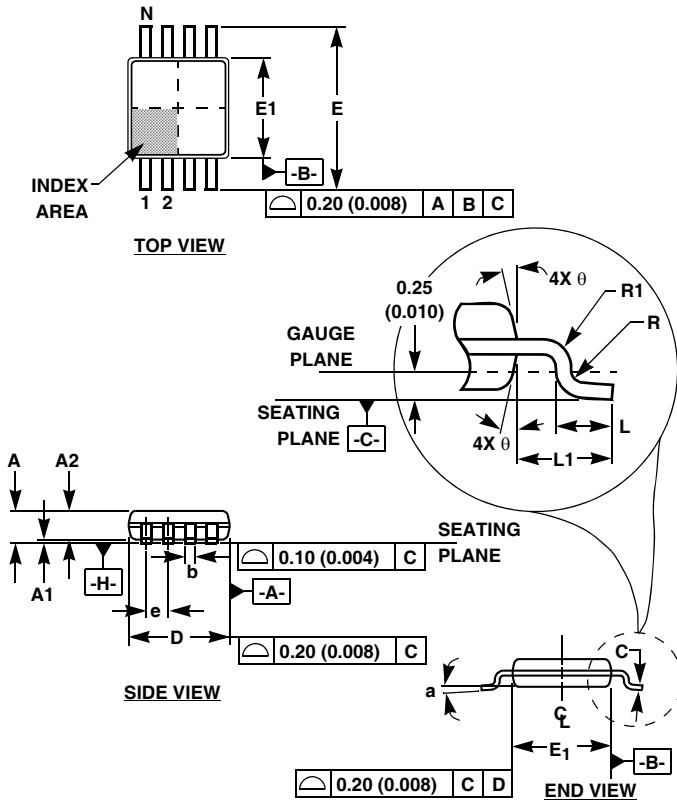 N
E1
E
-B-
INDEX
AREA
1 2
0.20 (0.008) A B C
TOP VIEW
0.25
(0.010)
4X θ
R1
R
GAUGE
PLANE
SEATING
PLANE
-C-
4X θ
L
L1
A A2
SEATING
PLANE
0.10 (0.004) C
-H-
b
-A-
A1
e
D
0.20 (0.008) C
SIDE VIEW
C
a
CL
E1
-B-
0.20 (0.008) C D
END VIEW